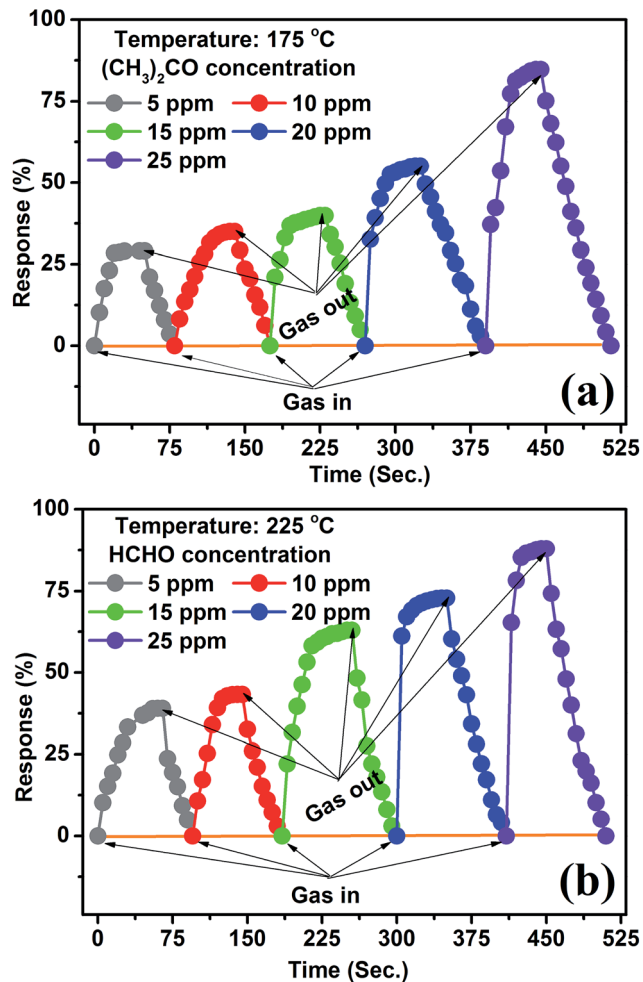 100
Temperature: 175 °C
(CH₃)₂CO concentration
5 ppm 10 ppm
15 ppm 20 ppm
25 ppm
75
50
25
0
Response (%)
Gas out
Gas in
(a)
0 75 150 225 300 375 450 525
Time (Sec.)
100
Temperature: 225 °C
HCHO concentration
5 ppm 10 ppm
15 ppm 20 ppm
25 ppm
75
50
25
0
Response (%)
Gas out
Gas in
(b)
0 75 150 225 300 375 450 525
Time (Sec.)